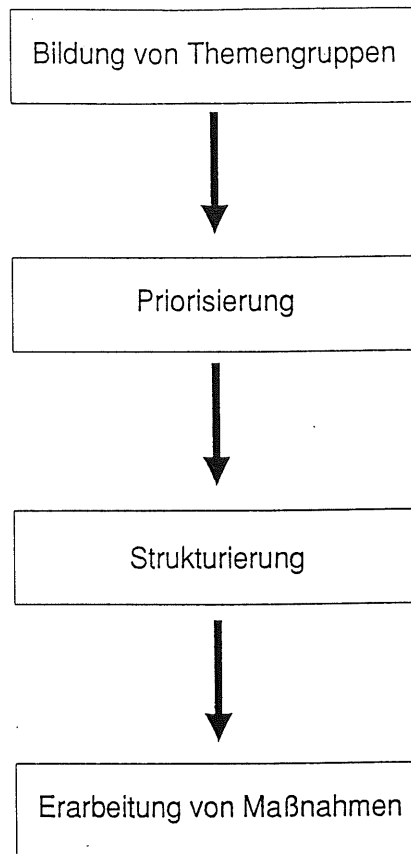 Bildung von Themengruppen
Priorisierung
Strukturierung
Erarbeitung von Maßnahmen